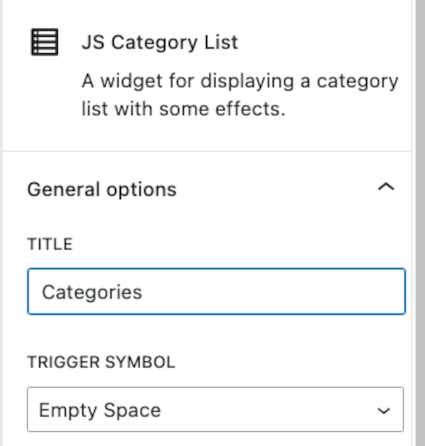 JS Category List
A widget for displaying a category
list with some effects.
General options
TITLE
Categories
TRIGGER SYMBOL
Empty Space